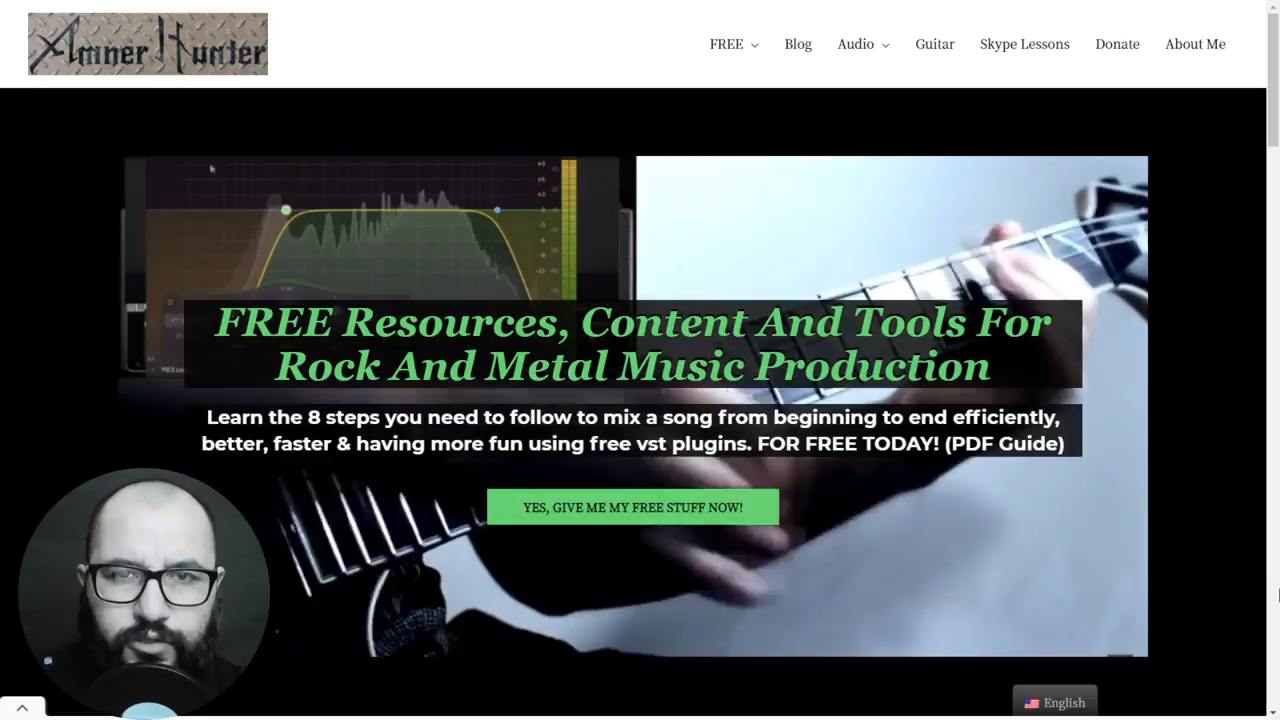 Amner Hunter
FREE Blog Audio Guitar Skype Lessons Donate About Me
FREE Resources, Content And Tools For
Rock And Metal Music Production
Learn the 8 steps you need to follow to mix a song from beginning to end efficiently,
better, faster & having more fun using free vst plugins. FOR FREE TODAY! (PDF Guide)
YES, GIVE ME MY FREE STUFF NOW!
English